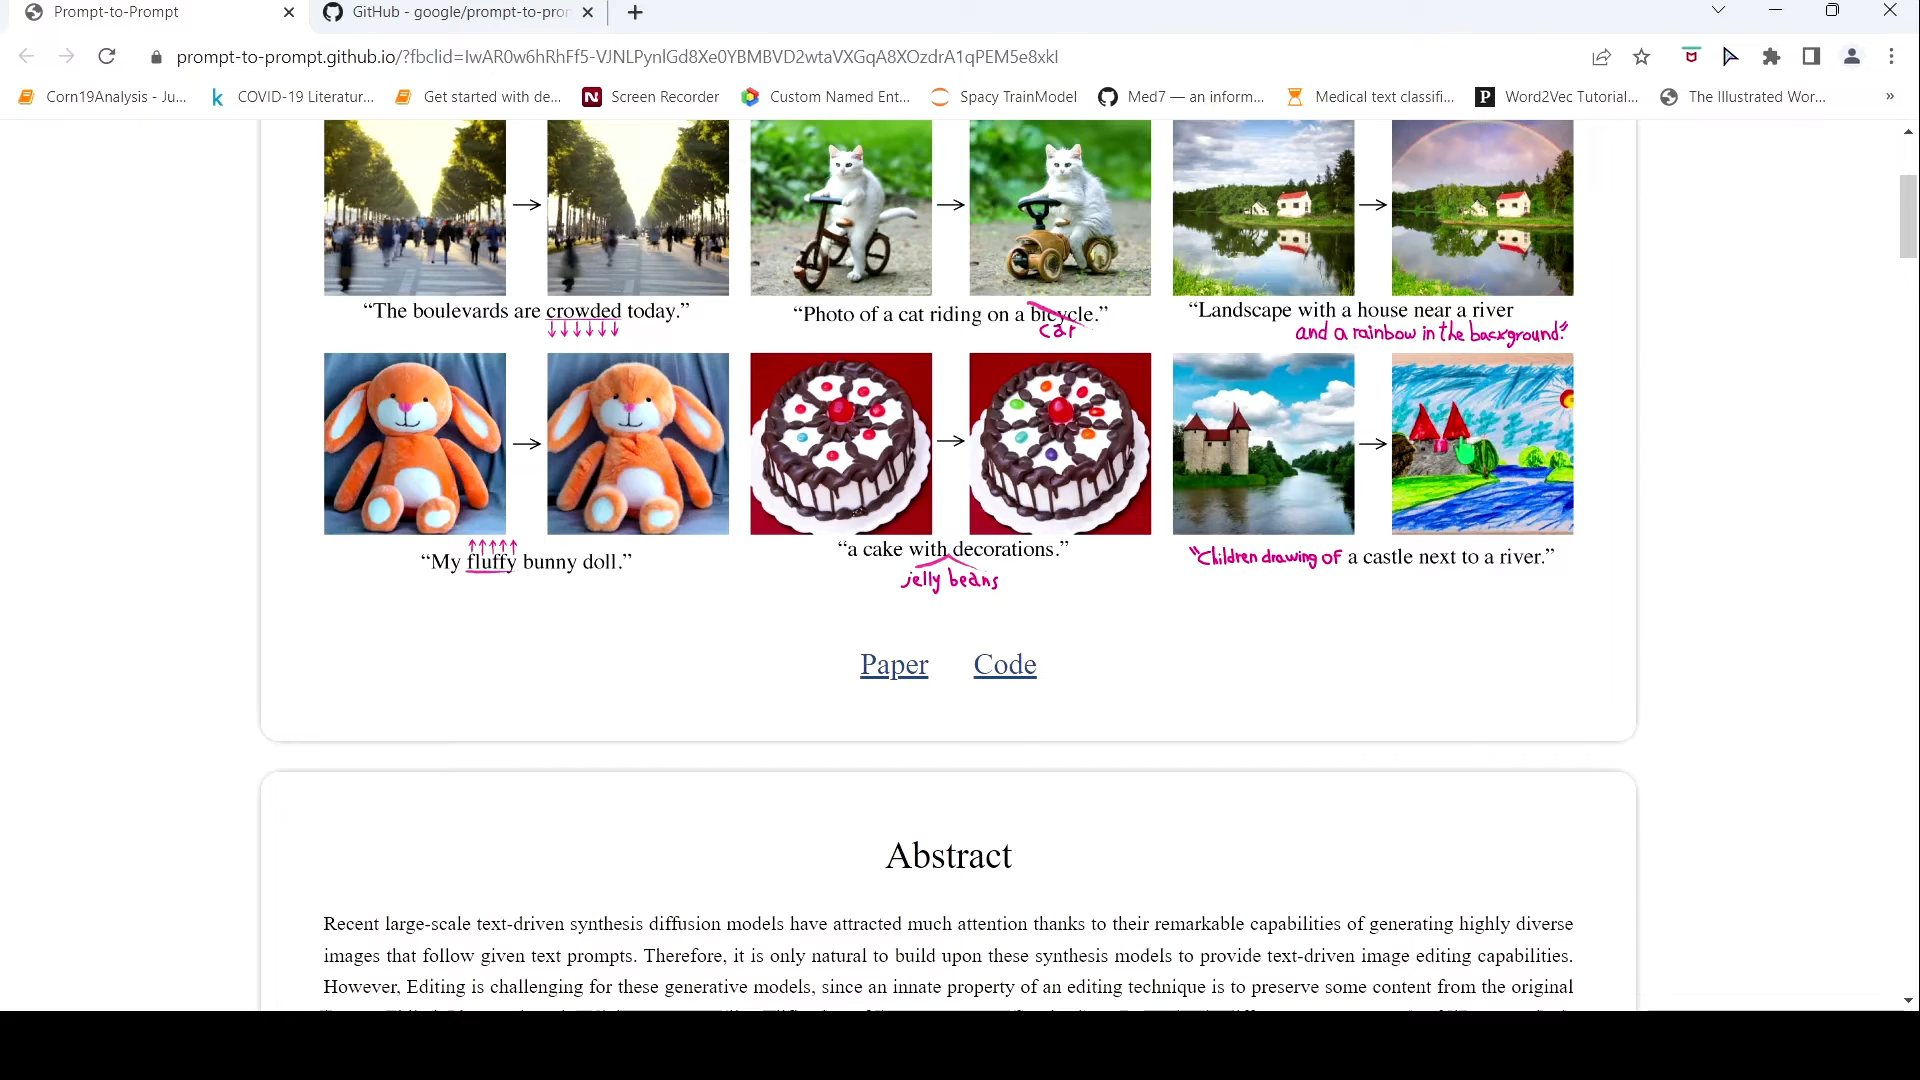 Prompt-to-Prompt
GitHub - google/prompt-to-pron
prompt-to-prompt.github.io/?fbclid=IwAR0w6hRhFf5-VJNLPynlGd8Xe0YBMBVD2wtaVXGqA8XOzdrA1qPEM5e8xkI
Corn19Analysis - Ju...
COVID-19 Literatur...
Get started with de...
Screen Recorder
Custom Named Ent...
Spacy TrainModel
Med7 — an inform...
Medical text classifi...
Word2Vec Tutorial...
The Illustrated Wor...
»
“The boulevards are crowded today.”
“Photo of a cat riding on a bicycle.”
car
“Landscape with a house near a river
and a rainbow in the background.”
“My fluffy bunny doll.”
“a cake with decorations.”
jelly beans
“Children drawing of a castle next to a river.”
Paper Code
Abstract
Recent large-scale text-driven synthesis diffusion models have attracted much attention thanks to their remarkable capabilities of generating highly diverse
images that follow given text prompts. Therefore, it is only natural to build upon these synthesis models to provide text-driven image editing capabilities.
However, Editing is challenging for these generative models, since an innate property of an editing technique is to preserve some content from the original